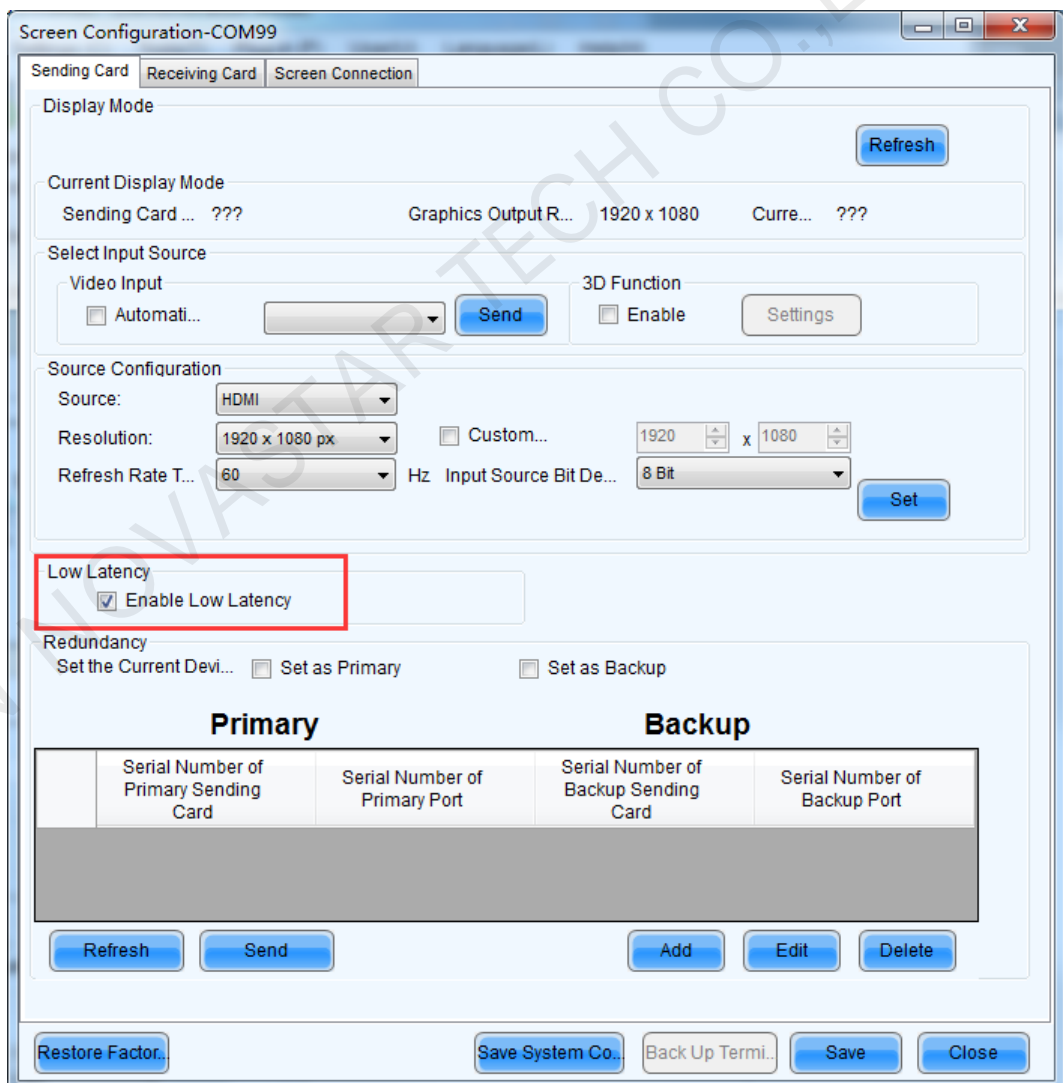 Screen Configuration-COM99
Sending Card Receiving Card Screen Connection
Display Mode
Refresh
Current Display Mode
Sending Card ... ??? Graphics Output R... 1920 x 1080 Curre... ???
Select Input Source
Video Input 3D Function
Automati... Send Enable Settings
Source Configuration
Source: HDMI
Resolution: 1920 x 1080 px Custom... 1920 x 1080
Refresh Rate T... 60 Hz Input Source Bit De... 8 Bit
Set
Low Latency
Enable Low Latency
Redundancy
Set the Current Devi... Set as Primary Set as Backup
Primary Backup
Serial Number of Primary Sending Card Serial Number of Primary Port Serial Number of Backup Sending Card Serial Number of Backup Port
Refresh Send Add Edit Delete
Restore Factor... Save System Co... Back Up Termi... Save Close
NOVASTAR TECH CO.,